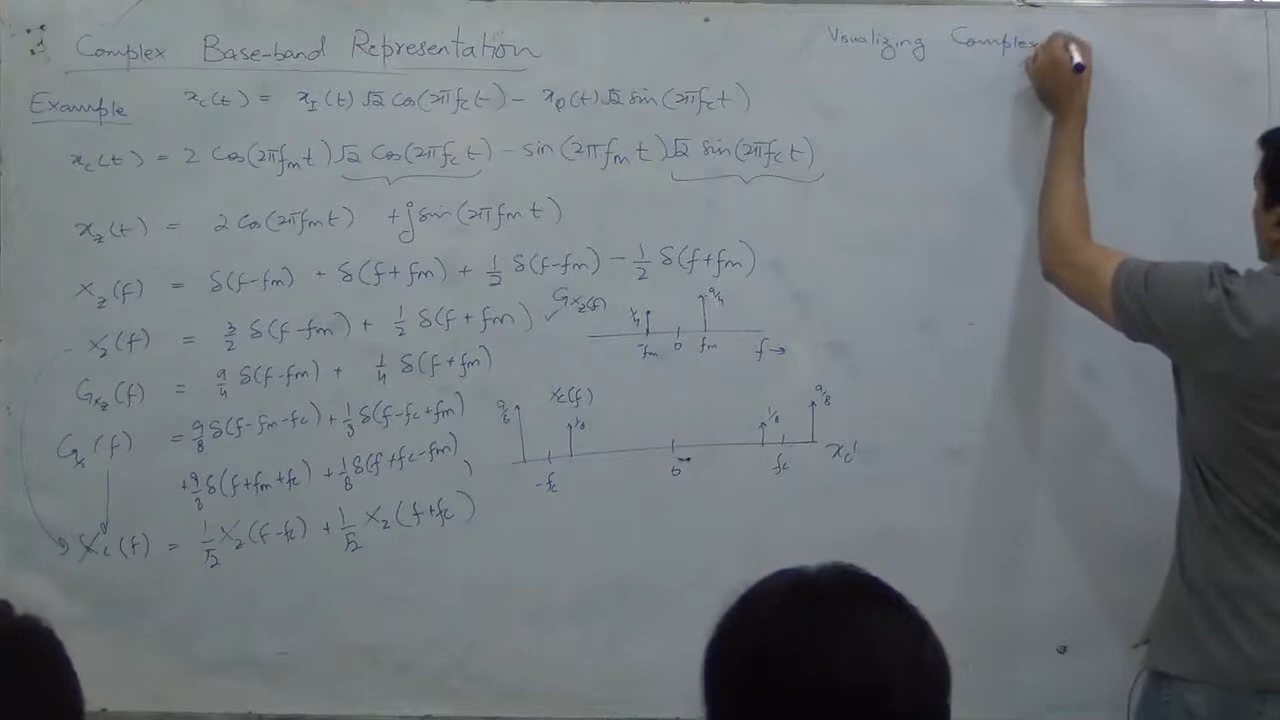 Complex Base-band Representation
Example x_c(t) = x_I(t) √2 cos(2πf_c t) - x_Q(t) √2 sin(2πf_c t)
x_c(t) = 2 Cos(2πf_m t) √2 Cos(2πf_c t) - sin(2πf_m t) √2 sin(2πf_c t)
x_z(t) = 2 Cos(2πf_m t) + j sin(2πf_m t)
X_z(f) = δ(f-f_m) + δ(f+f_m) + 1/2 δ(f-f_m) - 1/2 δ(f+f_m)
X_z(f) = 3/2 δ(f-f_m) + 1/2 δ(f+f_m)
G_{x_z}(f) = 9/4 δ(f-f_m) + 1/4 δ(f+f_m)
G_{x_c}(f) = 9/8 δ(f-f_m-f_c) + 1/8 δ(f-f_c+f_m)
+ 9/8 δ(f+f_m+f_c) + 1/8 δ(f+f_c-f_m)
X_c(f) = 1/√2 X_z(f-f_c) + 1/√2 X_z(f+f_c)
G_{x_z}(f)
1/4 9/4
-f_m 0 f_m f→
X_c(f)
1/8 1/8 9/8
-f_c 0 f_c
Visualizing Complex